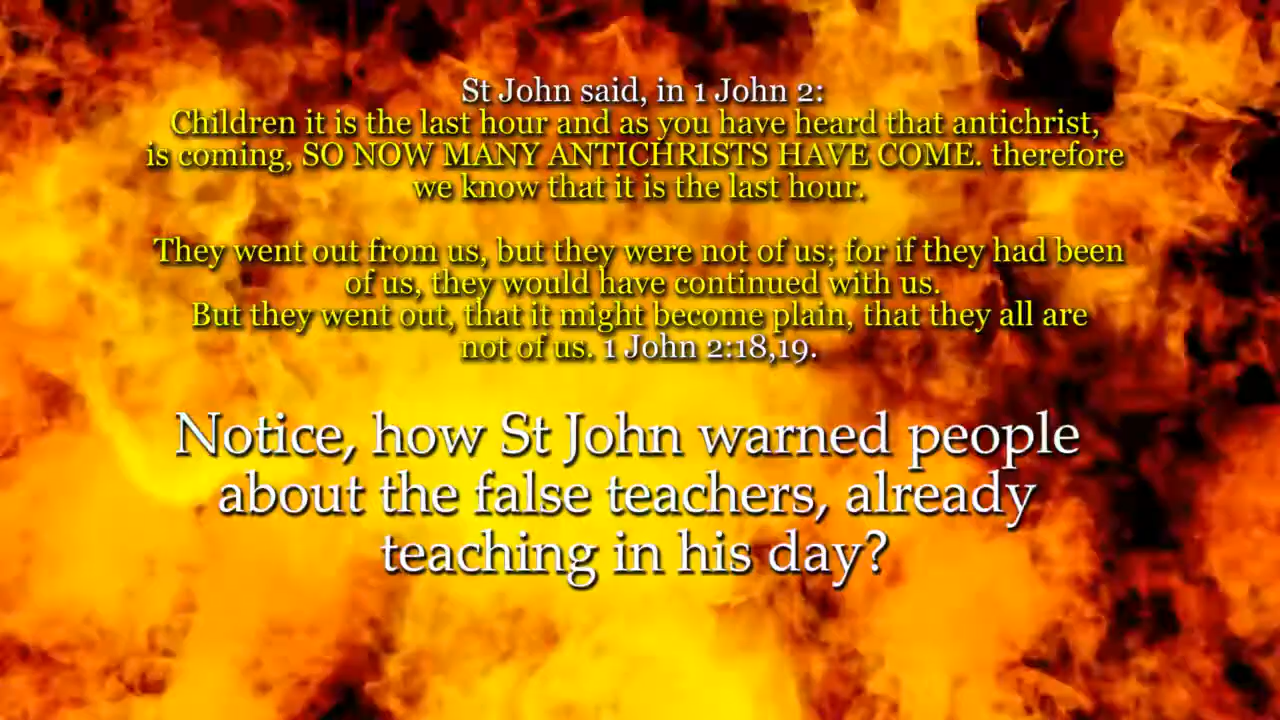 St John said, in 1 John 2:
Children it is the last hour and as you have heard that antichrist,
is coming, SO NOW MANY ANTICHRISTS HAVE COME. therefore
we know that it is the last hour.
They went out from us, but they were not of us; for if they had been
of us, they would have continued with us.
But they went out, that it might become plain, that they all are
not of us. 1 John 2:18,19.
Notice, how St John warned people
about the false teachers, already
teaching in his day?